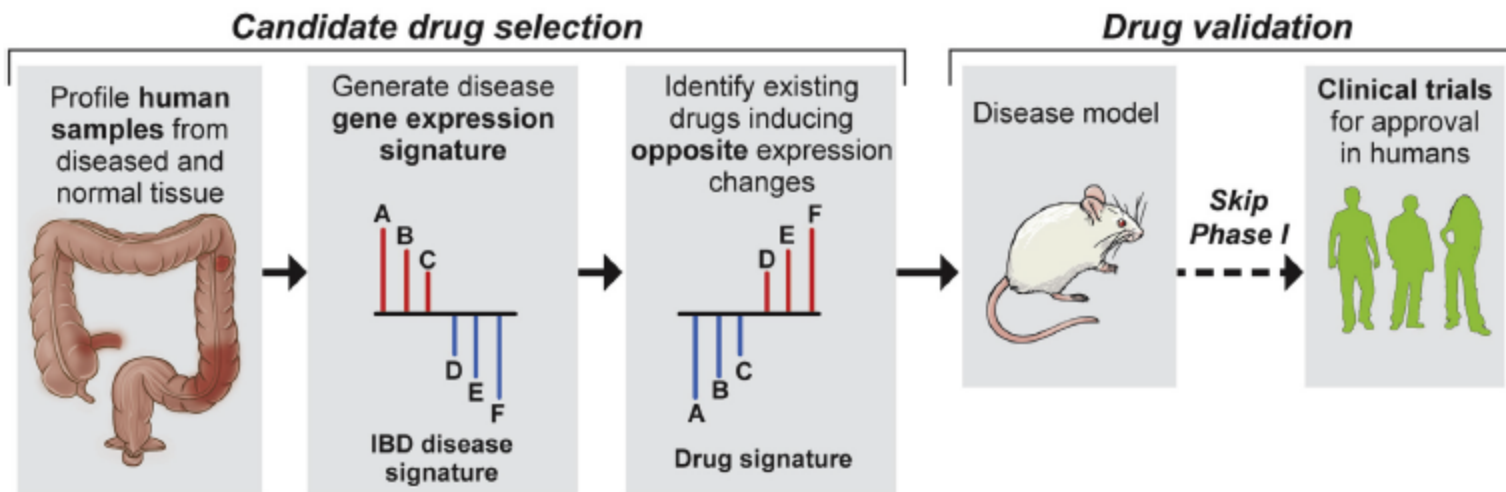 Candidate drug selection
Drug validation
Profile human
samples from
diseased and
normal tissue
Generate disease
gene expression
signature
A
B
C
D
E
F
IBD disease
signature
Identify existing
drugs inducing
opposite expression
changes
F
E
D
C
B
A
Drug signature
Disease model
Skip
Phase I
Clinical trials
for approval
in humans